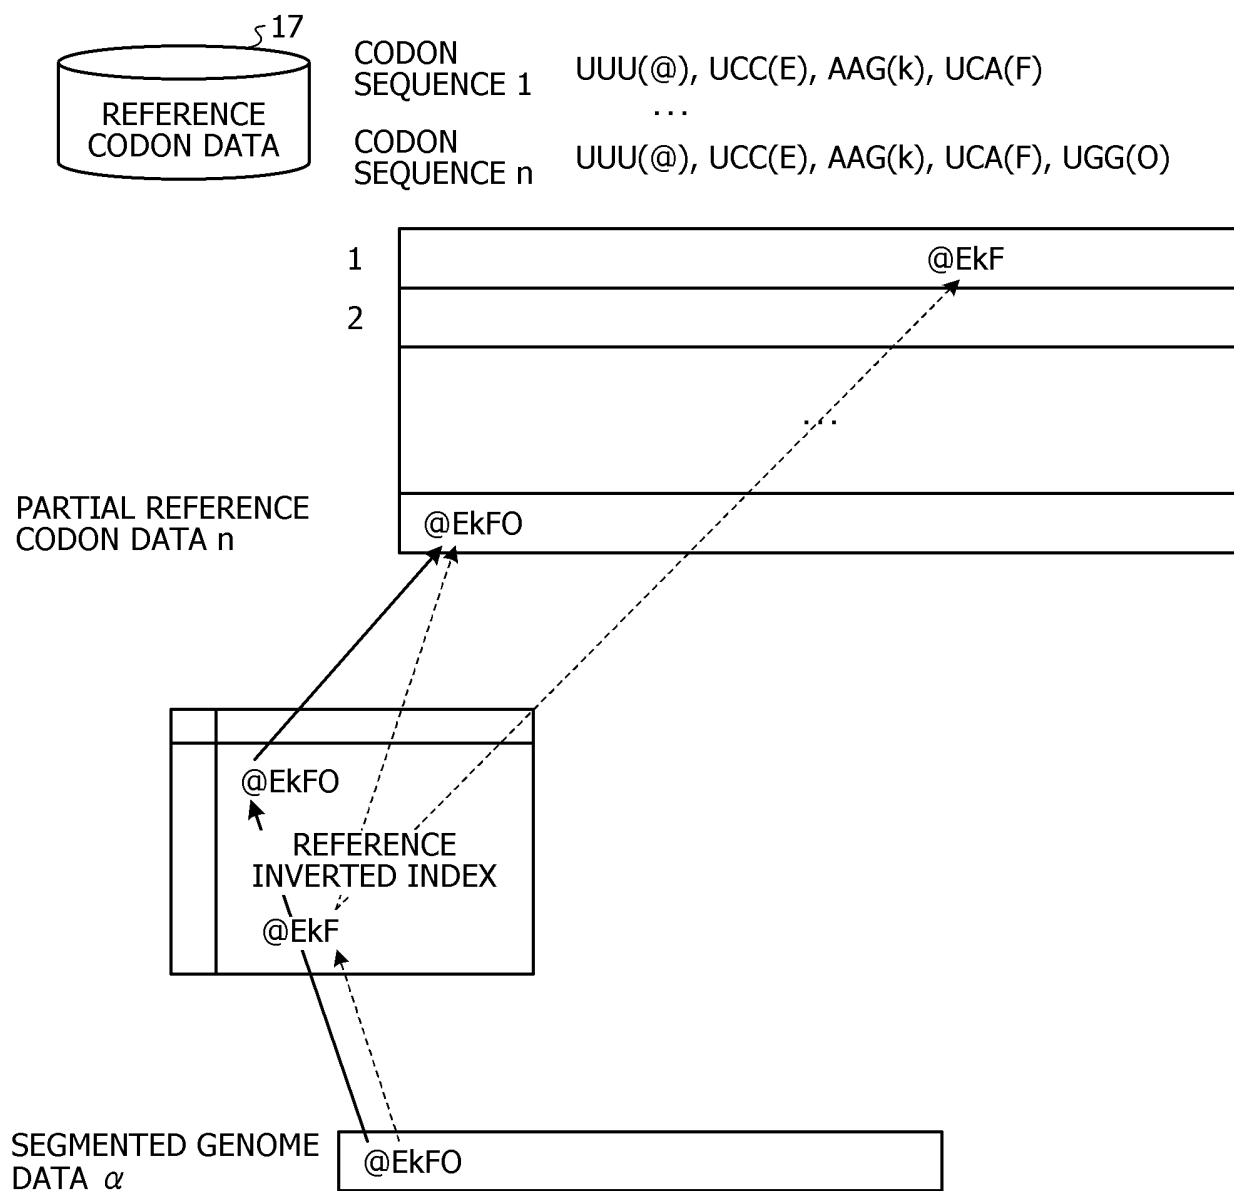 17
REFERENCE
CODON DATA
CODON
SEQUENCE 1
UUU(@), UCC(E), AAG(k), UCA(F)
...
CODON
SEQUENCE n
UUU(@), UCC(E), AAG(k), UCA(F), UGG(O)
1
@EkF
2
...
PARTIAL REFERENCE
CODON DATA n
@EkFO
@EkFO
REFERENCE
INVERTED INDEX
@EkF
SEGMENTED GENOME
DATA α
@EkFO